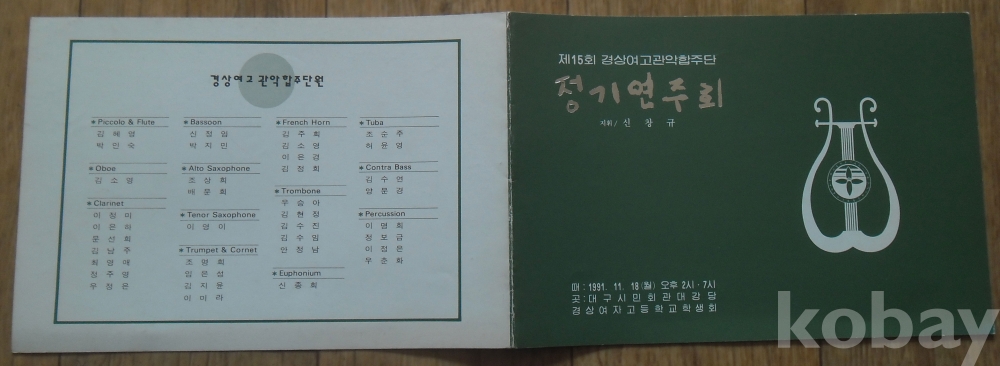 경상여고 관악합주단원
* Piccolo & Flute
김 혜 영
박 민 숙
* Oboe
김 소 영
* Clarinet
이 정 미
이 은 하
문 선 희
김 남 주
최 영 애
정 주 영
우 정 은
* Bassoon
신 정 임
박 지 민
* Alto Saxophone
조 상 희
배 문 희
* Tenor Saxophone
이 영 미
* Trumpet & Cornet
조 명 희
임 은 섭
김 지 윤
이 미 라
* French Horn
김 주 희
김 소 영
이 은 경
김 정 희
* Trombone
우 승 아
김 현 정
김 수 진
김 수 임
안 정 남
* Euphonium
신 종 희
* Tuba
조 순 주
허 윤 영
* Contra Bass
김 수 연
양 문 경
* Percussion
이 영 희
정 모 금
이 정 은
우 춘 화
제15회 경상여고관악합주단
정기연주회
지휘/ 신 창 규
때 : 1991. 11. 18 (월) 오후 2시 · 7시
곳 : 대구시민회관대강당
경상여자고등학교학생회
kobay